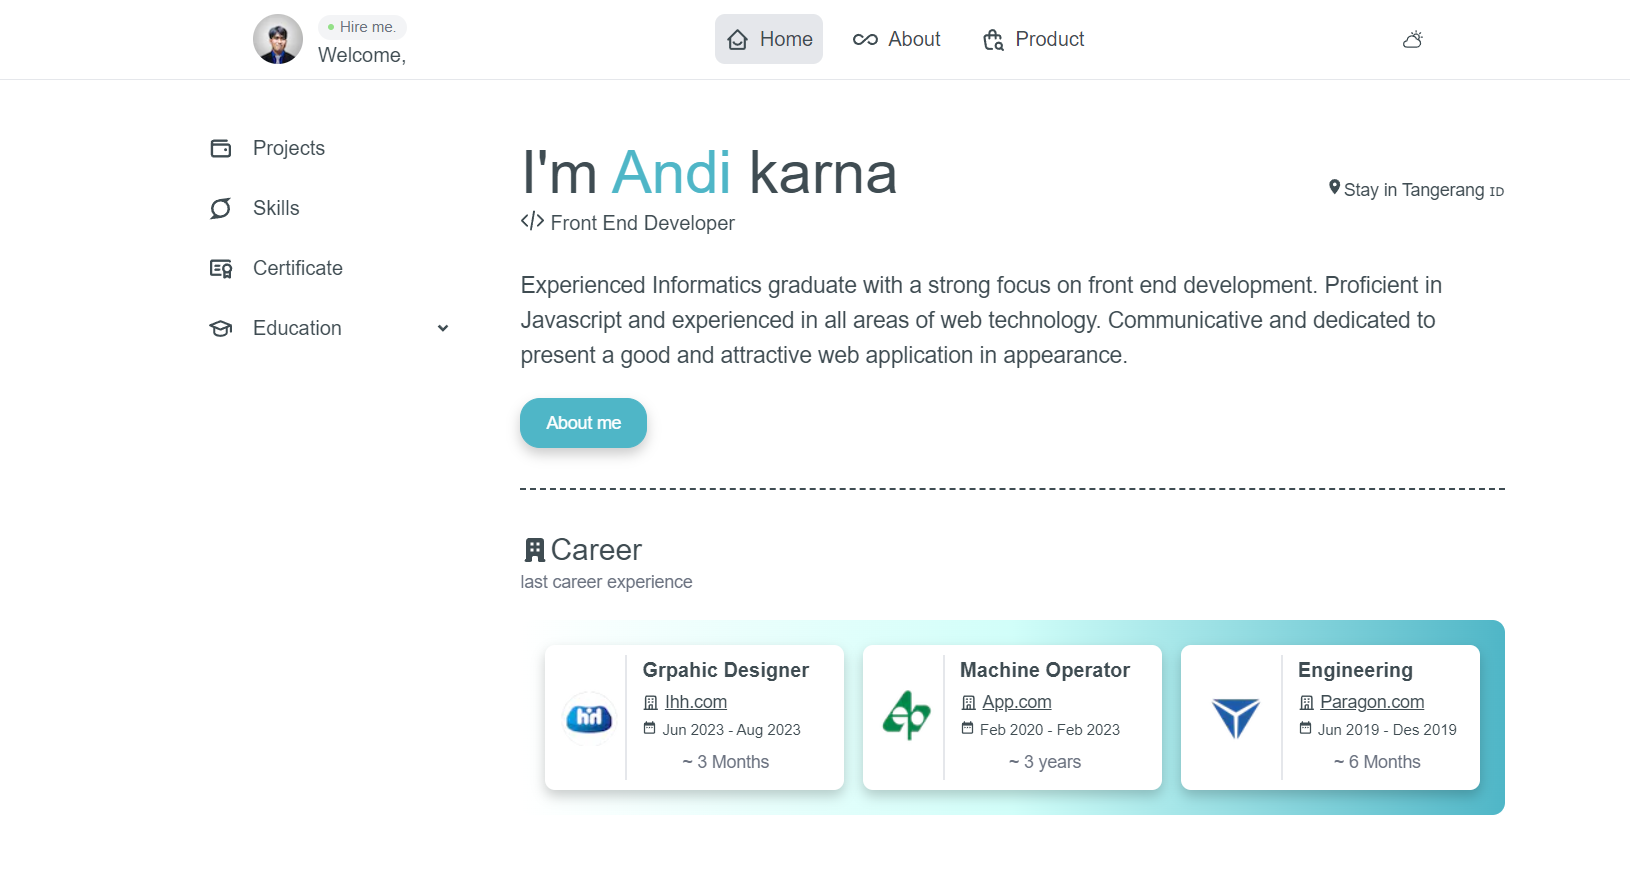 Hire me.
Welcome,
Home
About
Product
Projects
Skills
Certificate
Education
I'm Andi karna
Front End Developer
Stay in Tangerang ID
Experienced Informatics graduate with a strong focus on front end development. Proficient in
Javascript and experienced in all areas of web technology. Communicative and dedicated to
present a good and attractive web application in appearance.
About me
Career
last career experience
Grpahic Designer
Ihh.com
Jun 2023 - Aug 2023
~ 3 Months
Machine Operator
App.com
Feb 2020 - Feb 2023
~ 3 years
Engineering
Paragon.com
Jun 2019 - Des 2019
~ 6 Months